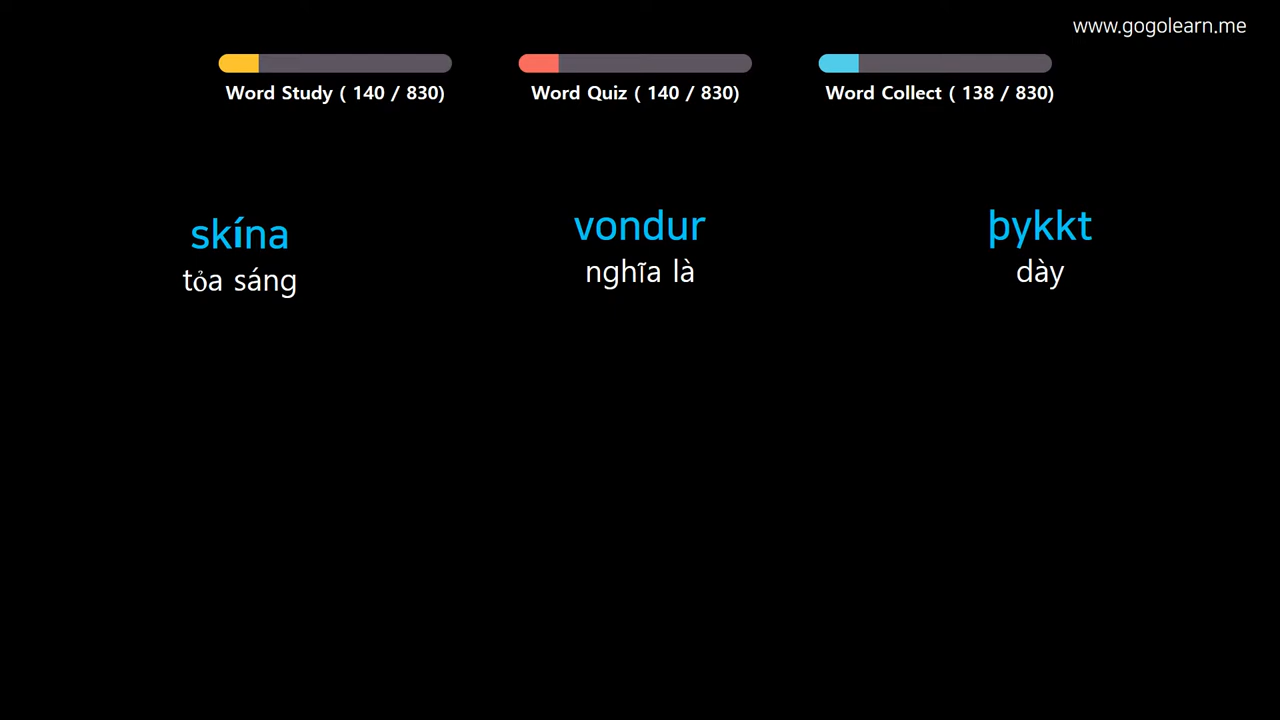 www.gogolearn.me
Word Study ( 140 / 830)
Word Quiz ( 140 / 830)
Word Collect ( 138 / 830)
skína
tỏa sáng
vondur
nghĩa là
þykkt
dày